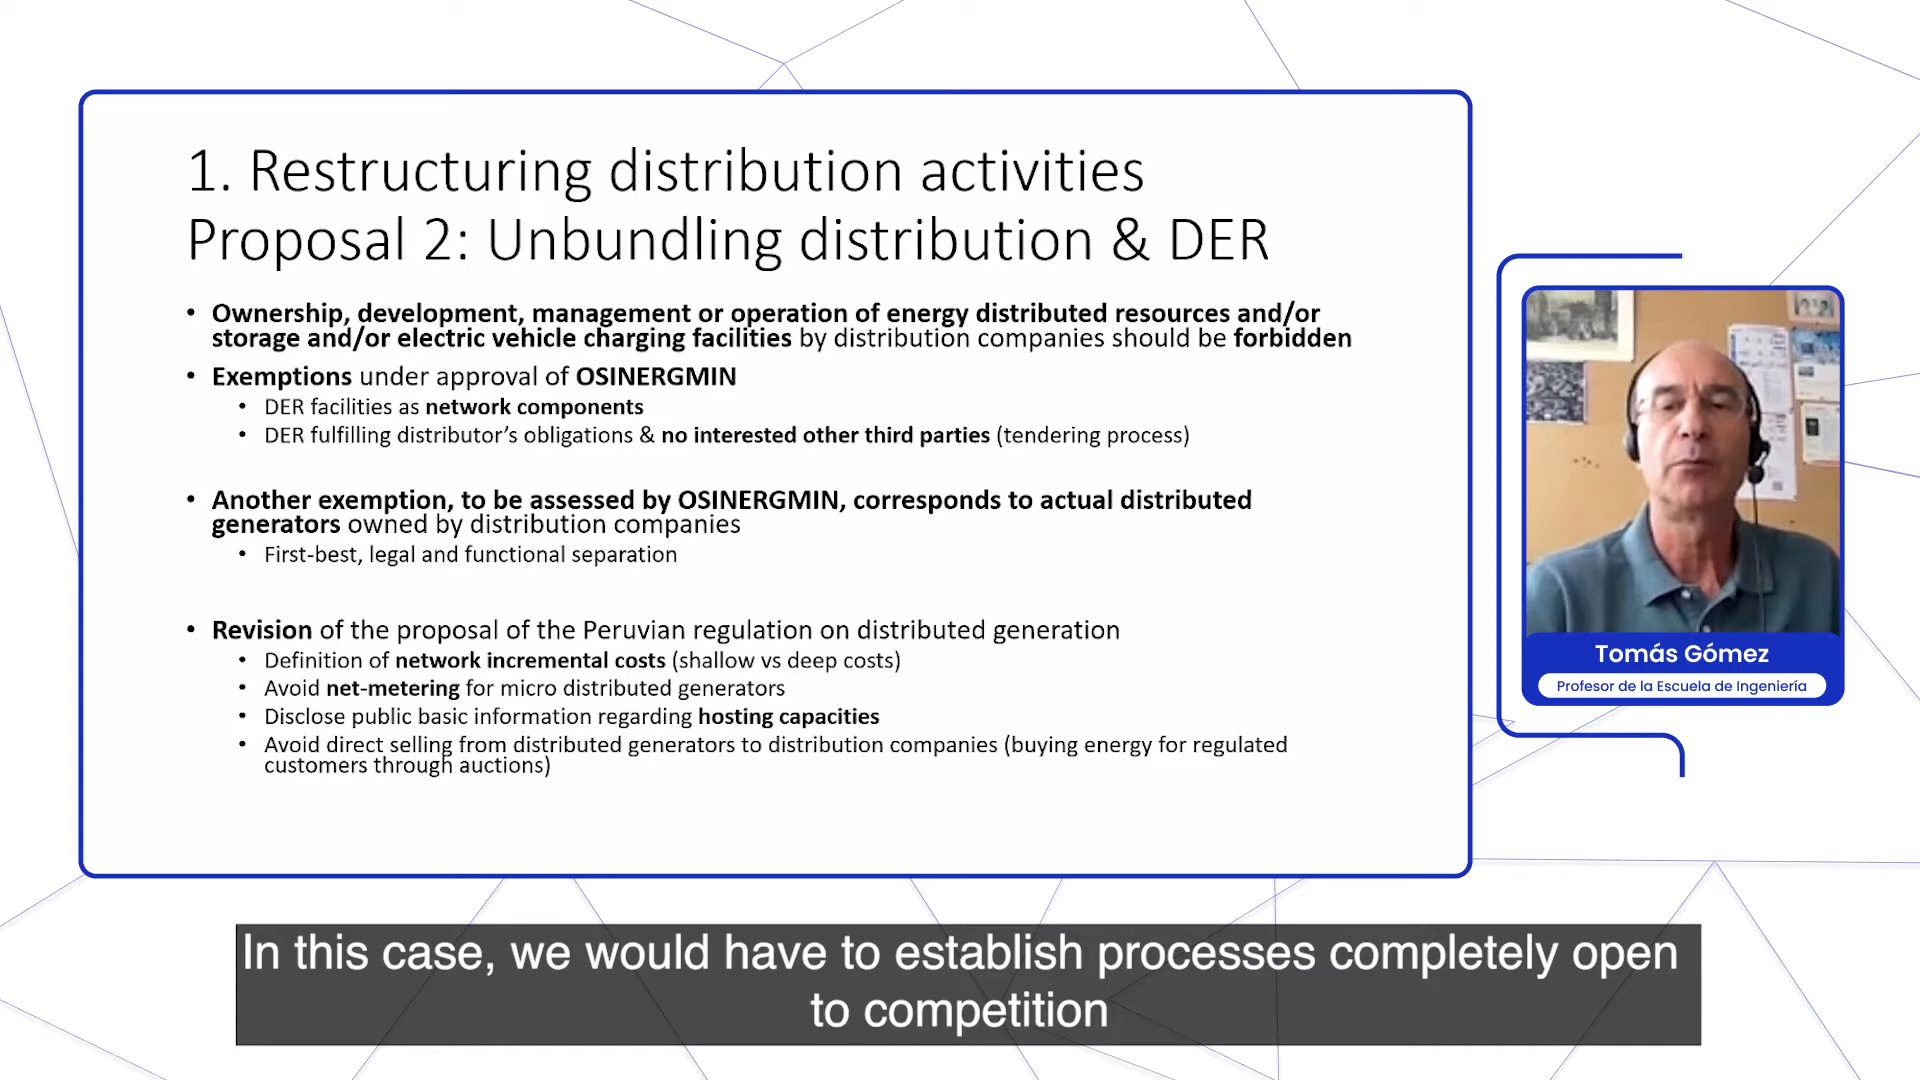 1. Restructuring distribution activities
Proposal 2: Unbundling distribution & DER
• Ownership, development, management or operation of energy distributed resources and/or
storage and/or electric vehicle charging facilities by distribution companies should be forbidden
• Exemptions under approval of OSINERGMIN
• DER facilities as network components
• DER fulfilling distributor's obligations & no interested other third parties (tendering process)
• Another exemption, to be assessed by OSINERGMIN, corresponds to actual distributed
generators owned by distribution companies
• First-best, legal and functional separation
• Revision of the proposal of the Peruvian regulation on distributed generation
• Definition of network incremental costs (shallow vs deep costs)
• Avoid net-metering for micro distributed generators
• Disclose public basic information regarding hosting capacities
• Avoid direct selling from distributed generators to distribution companies (buying energy for regulated
customers through auctions)
Tomás Gómez
Profesor de la Escuela de Ingeniería
In this case, we would have to establish processes completely open
to competition